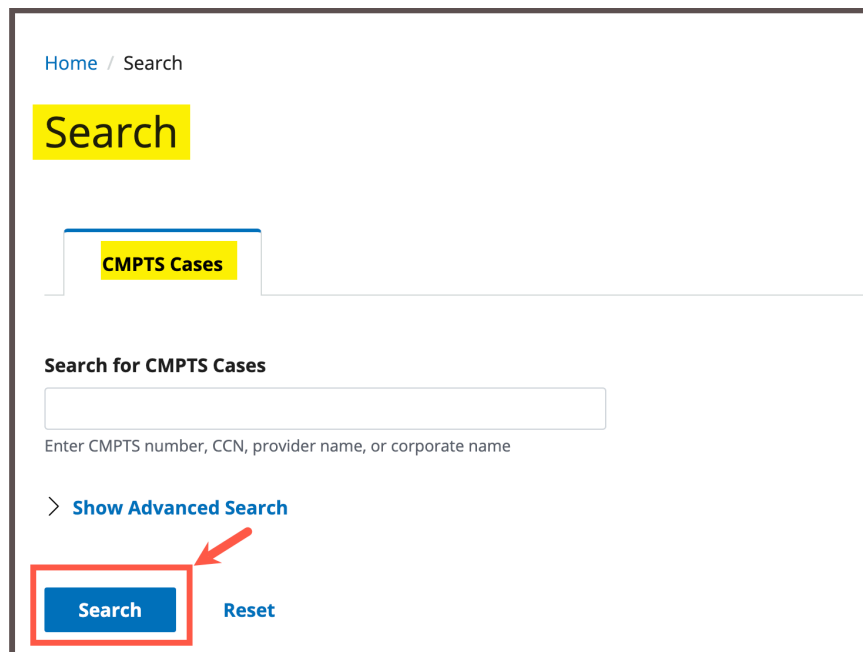 Home / Search
Search
CMPTS Cases
Search for CMPTS Cases
Enter CMPTS number, CCN, provider name, or corporate name
Show Advanced Search
Search Reset